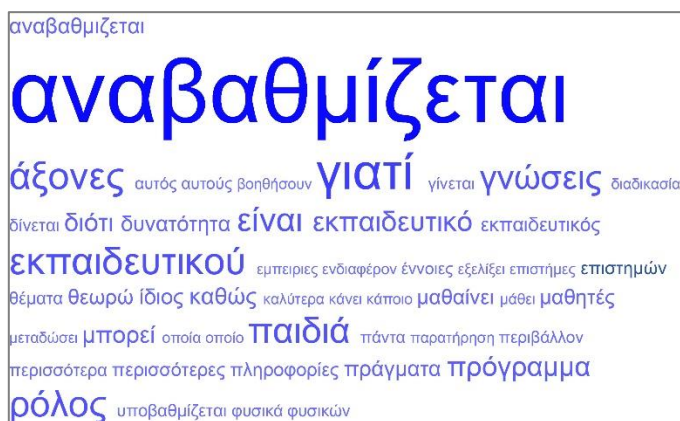 αναβαθμιζεται
αναβαθμίζεται
άξονες αυτός αυτούς βοηθήσουν γιατί γίνεται γνώσεις διαδικασία
δίνεται διότι δυνατότητα είναι εκπαιδευτικό εκπαιδευτικός
εκπαιδευτικού εμπειριες ενδιαφέρον έννοιες εξελίξει επιστήμες επιστημών
θέματα θεωρώ ίδιος καθώς καλύτερα κάνει κάποιο μαθαίνει μάθει μαθητές
μεταδώσει μπορεί οποία οποίο παιδιά πάντα παρατήρηση περιβάλλον
περισσότερα περισσότερες πληροφορίες πράγματα πρόγραμμα
ρόλος υποβαθμίζεται φυσικά φυσικών